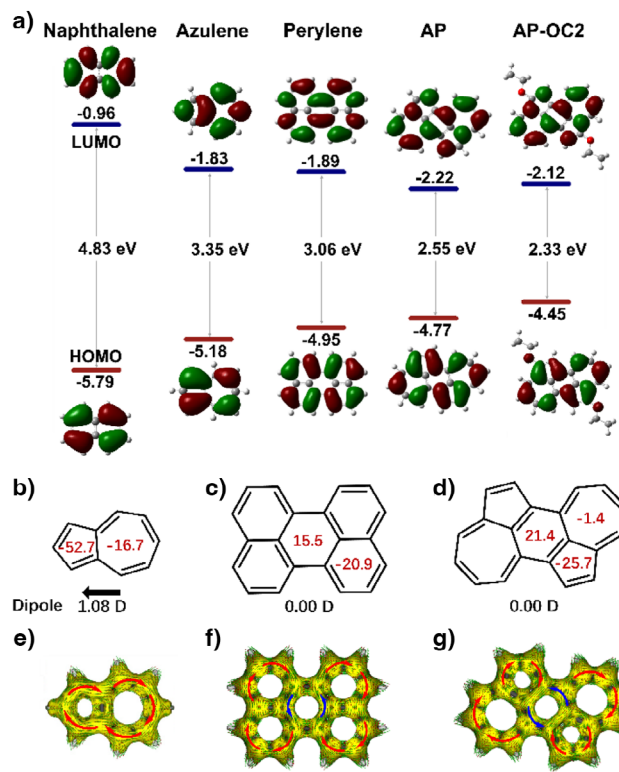 a) Naphthalene Azulene Perylene AP AP-OC2
-0.96
LUMO
-1.83
-1.89
-2.22
-2.12
4.83 eV 3.35 eV 3.06 eV 2.55 eV 2.33 eV
HOMO
-5.79
-5.18
-4.95
-4.77
-4.45
b) c) d)
-52.7 -16.7
15.5
-20.9
-1.4
21.4
-25.7
Dipole 1.08 D 0.00 D 0.00 D
e) f) g)